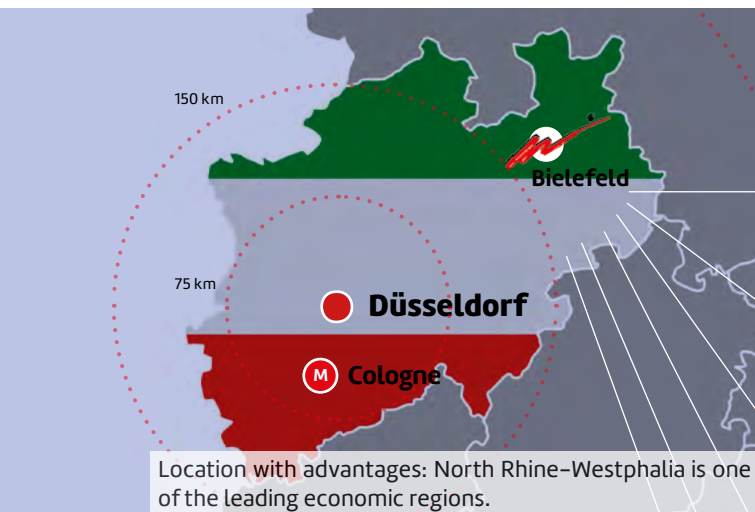 150 km
Bielefeld
75 km
Düsseldorf
M
Cologne
Location with advantages: North Rhine-Westphalia is one
of the leading economic regions.